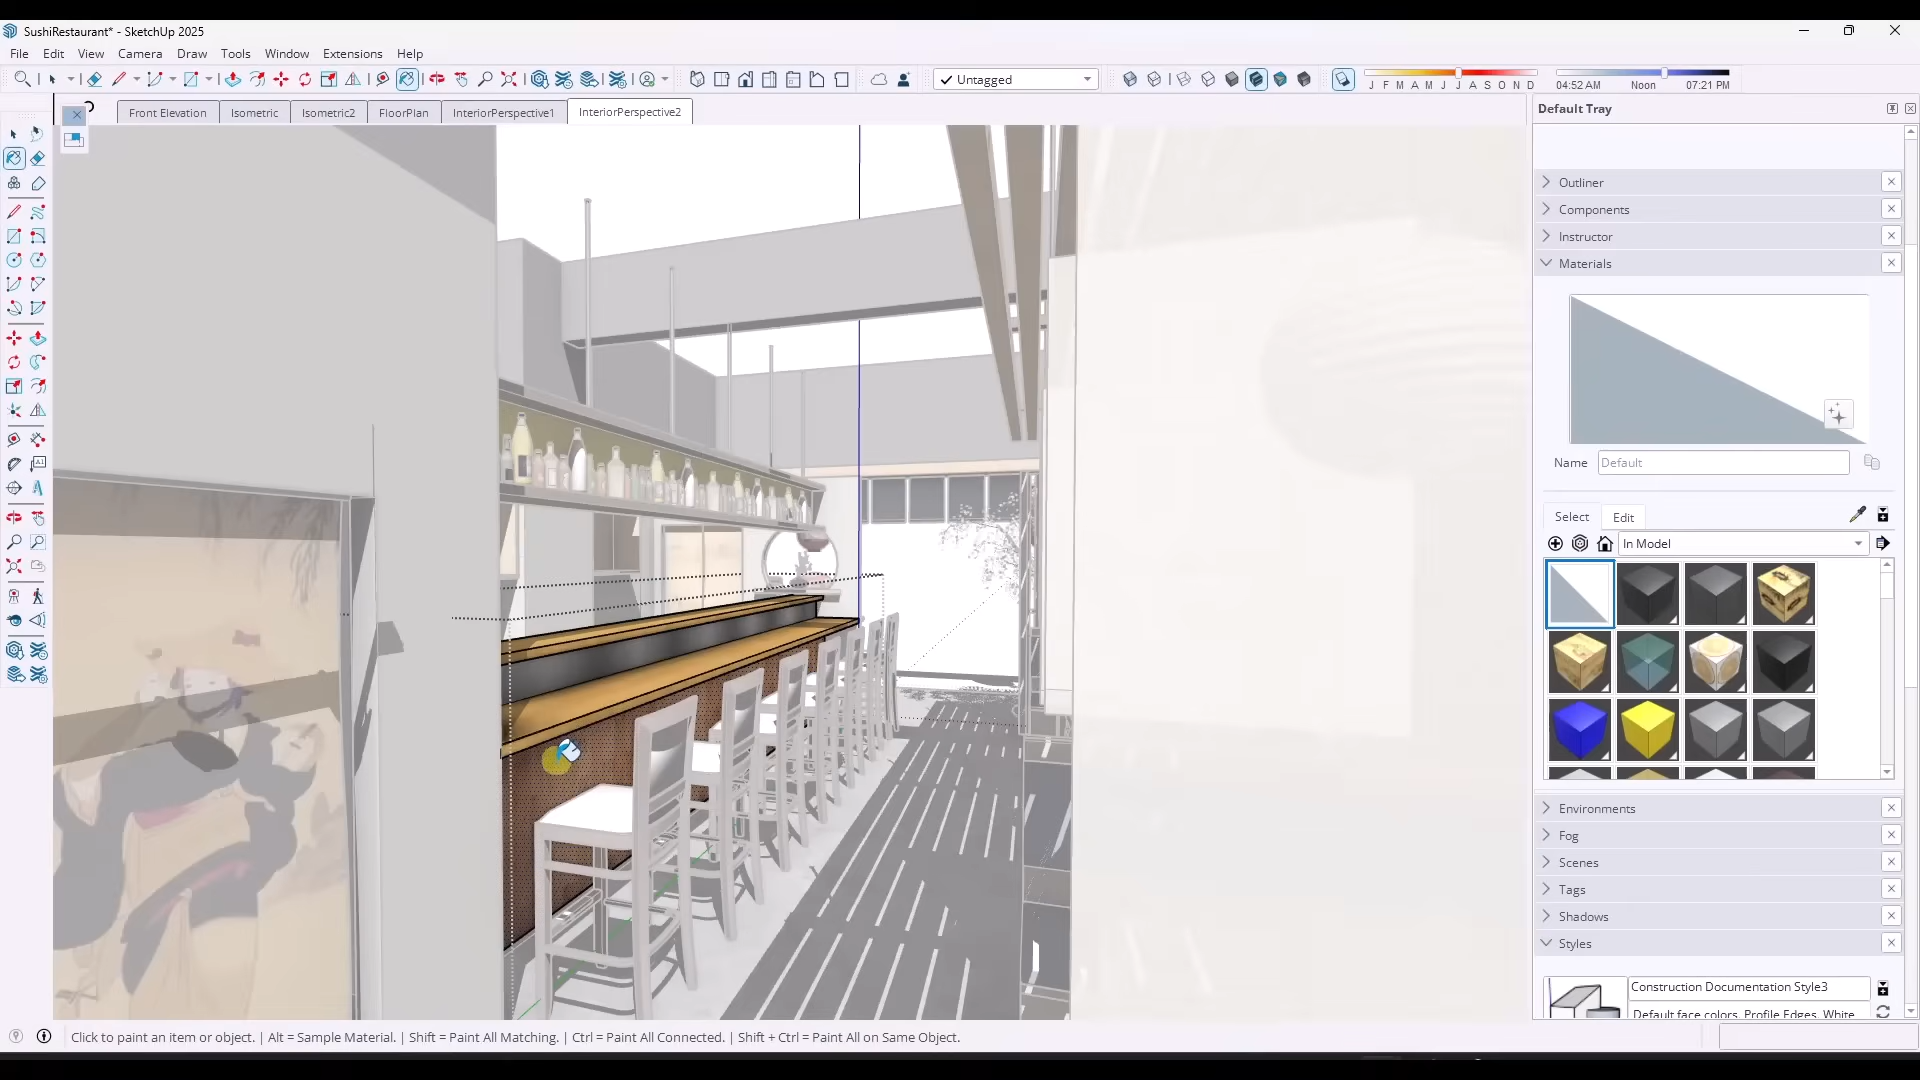 SushiRestaurant* - SketchUp 2025
File Edit View Camera Draw Tools Window Extensions Help
Untagged
J F M A M J J A S O N D
04:52 AM Noon 07:21 PM
Front Elevation Isometric Isometric2 FloorPlan InteriorPerspective1 InteriorPerspective2
Default Tray
Outliner
Components
Instructor
Materials
Name Default
Select Edit
In Model
Environments
Fog
Scenes
Tags
Shadows
Styles
Construction Documentation Style3
Default face colors. Profile Edges. White
Click to paint an item or object. | Alt = Sample Material. | Shift = Paint All Matching. | Ctrl = Paint All Connected. | Shift + Ctrl = Paint All on Same Object.